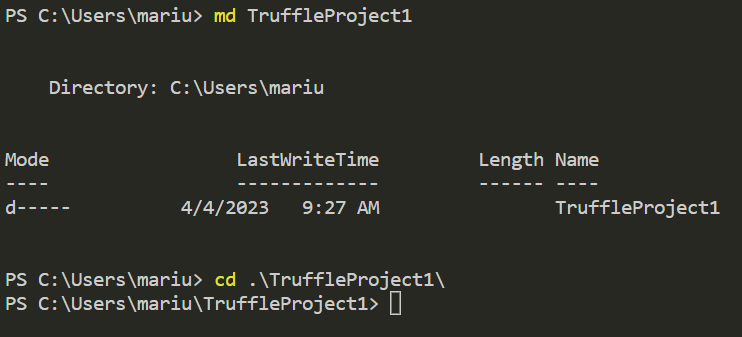 PS C:\Users\mariu> md TruffleProject1
Directory: C:\Users\mariu
Mode LastWriteTime Length Name
---- ------------- ------ ----
d----- 4/4/2023 9:27 AM TruffleProject1
PS C:\Users\mariu> cd .\TruffleProject1\
PS C:\Users\mariu\TruffleProject1>